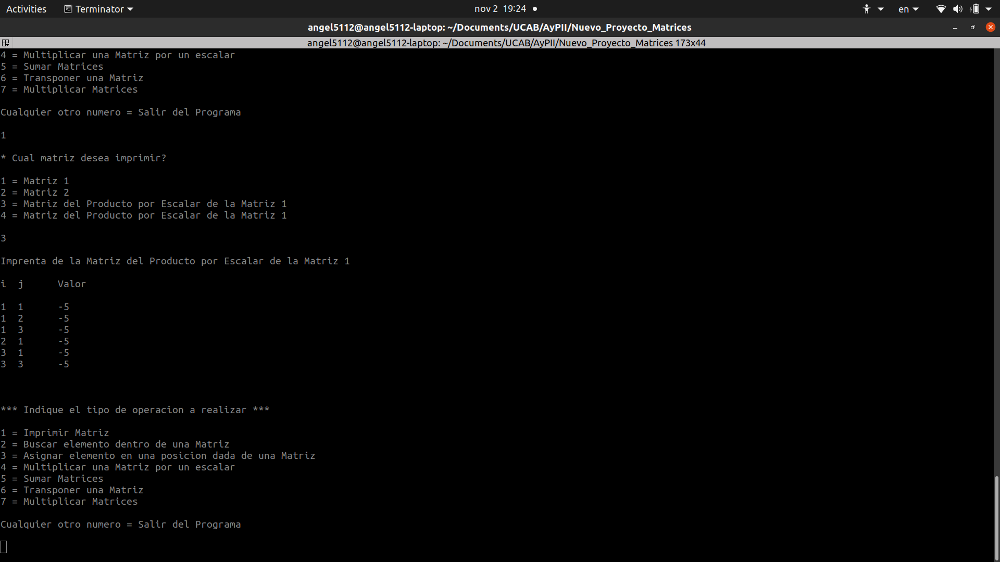 Activities Terminator nov 2 19:24 en
angel5112@angel5112-laptop: ~/Documents/UCAB/AyPII/Nuevo_Proyecto_Matrices
angel5112@angel5112-laptop: ~/Documents/UCAB/AyPII/Nuevo_Proyecto_Matrices 173x44
4 = Multiplicar una Matriz por un escalar
5 = Sumar Matrices
6 = Transponer una Matriz
7 = Multiplicar Matrices
Cualquier otro numero = Salir del Programa
1
* Cual matriz desea imprimir?
1 = Matriz 1
2 = Matriz 2
3 = Matriz del Producto por Escalar de la Matriz 1
4 = Matriz del Producto por Escalar de la Matriz 1
3
Imprenta de la Matriz del Producto por Escalar de la Matriz 1
i  j      Valor
1  1      -5
1  2      -5
1  3      -5
2  1      -5
3  1      -5
3  3      -5
*** Indique el tipo de operacion a realizar ***
1 = Imprimir Matriz
2 = Buscar elemento dentro de una Matriz
3 = Asignar elemento en una posicion dada de una Matriz
4 = Multiplicar una Matriz por un escalar
5 = Sumar Matrices
6 = Transponer una Matriz
7 = Multiplicar Matrices
Cualquier otro numero = Salir del Programa